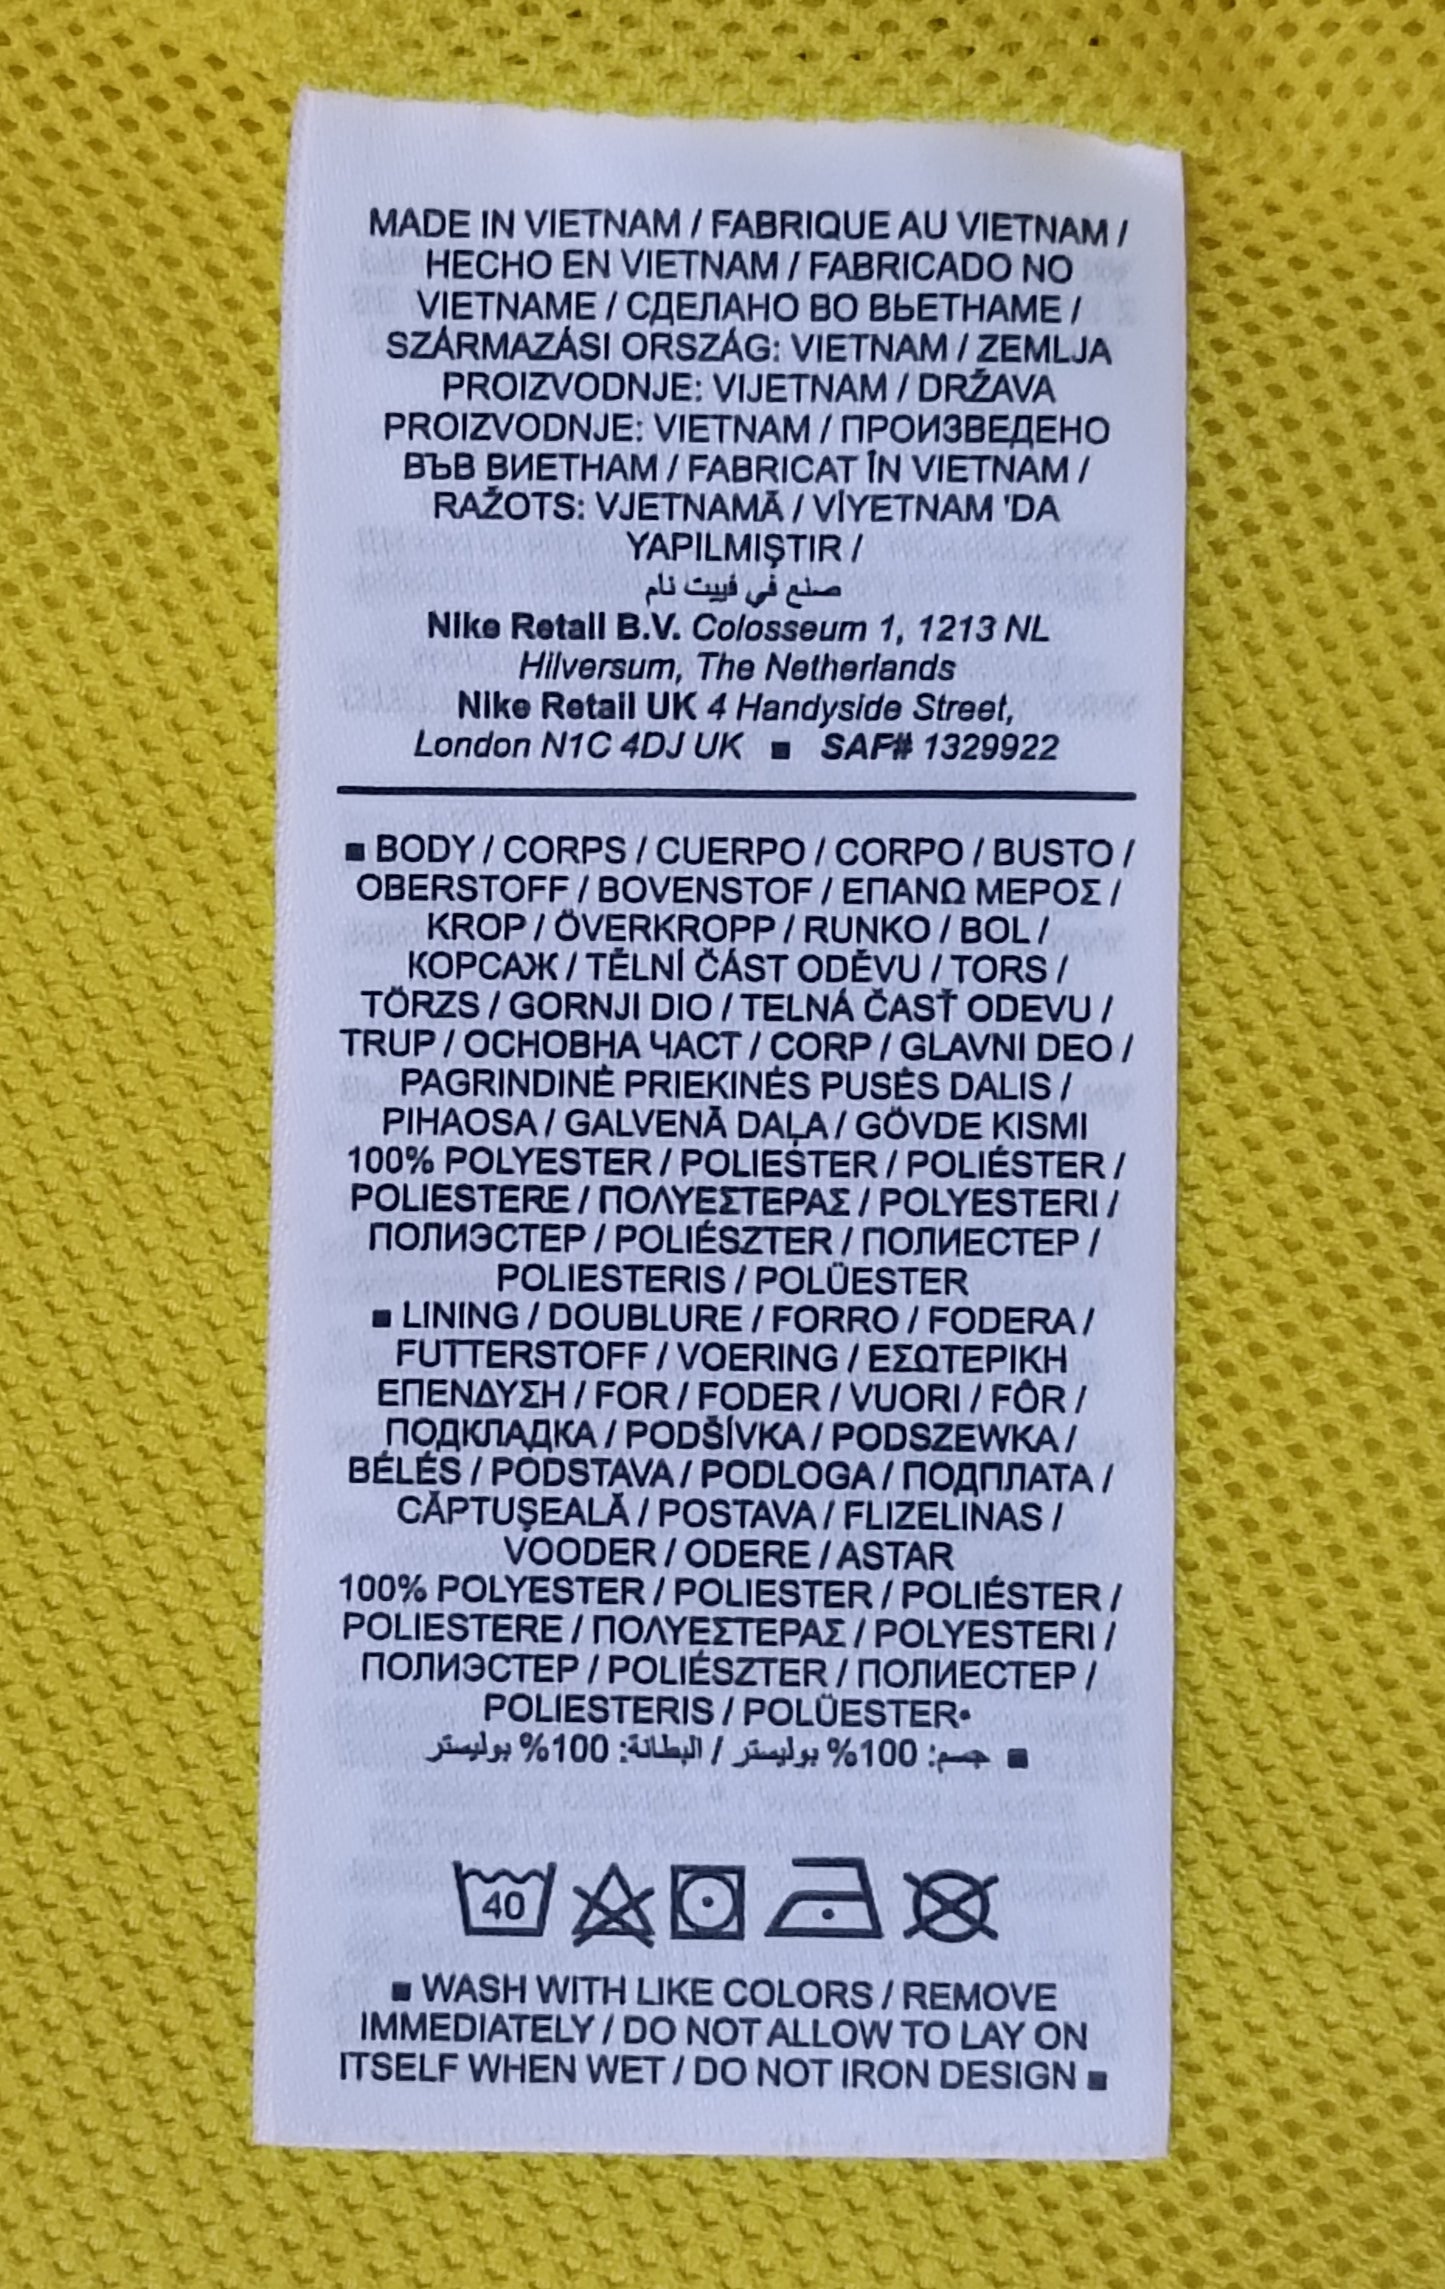 MADE IN VIETNAM / FABRIQUE AU VIETNAM /
HECHO EN VIETNAM / FABRICADO NO
VIETNAME / СДЕЛАНО ВО ВЬЕТНАМЕ /
SZÁRMAZÁSI ORSZÁG: VIETNAM / ZEMLJA
PROIZVODNJE: VIJETNAM / DRŽAVA
PROIZVODNJE: VIETNAM / ПРОИЗВЕДЕНО
ВЪВ ВИЕТНАМ / FABRICAT ÎN VIETNAM /
RAŽOTS: VJETNAMĀ / VİYETNAM 'DA
YAPILMIŞTIR /
صنع في فييت نام
Nike Retail B.V. Colosseum 1, 1213 NL
Hilversum, The Netherlands
Nike Retail UK 4 Handyside Street,
London N1C 4DJ UK ■ SAF# 1329922
■ BODY / CORPS / CUERPO / CORPO / BUSTO /
OBERSTOFF / BOVENSTOF / ΕΠΑΝΩ ΜΕΡΟΣ /
KROP / ÖVERKROPP / RUNKO / BOL /
КОРСАЖ / TĚLNÍ ČÁST ODĚVU / TORS /
TÖRZS / GORNJI DIO / TELNÁ ČASŤ ODEVU /
TRUP / ОСНОВНА ЧАСТ / CORP / GLAVNI DEO /
PAGRINDINĖ PRIEKINĖS PUSĖS DALIS /
PIHAOSA / GALVENĀ DAĻA / GÖVDE KISMI
100% POLYESTER / POLIESTER / POLIÉSTER /
POLIESTERE / ΠΟΛΥΕΣΤΕΡΑΣ / POLYESTERI /
ПОЛИЭСТЕР / POLIÉSZTER / ПОЛИЕСТЕР /
POLIESTERIS / POLÜESTER
■ LINING / DOUBLURE / FORRO / FODERA /
FUTTERSTOFF / VOERING / ΕΣΩΤΕΡΙΚΗ
ΕΠΕΝΔΥΣΗ / FOR / FODER / VUORI / FÔR /
ПОДКЛАДКА / PODŠÍVKA / PODSZEWKA /
BÉLÉS / PODSTAVA / PODLOGA / ПОДПЛАТА /
CĂPTUŞEALĂ / POSTAVA / FLIZELINAS /
VOODER / ODERE / ASTAR
100% POLYESTER / POLIESTER / POLIÉSTER /
POLIESTERE / ΠΟΛΥΕΣΤΕΡΑΣ / POLYESTERI /
ПОЛИЭСТЕР / POLIÉSZTER / ПОЛИЕСТЕР /
POLIESTERIS / POLÜESTER•
■ جسم: 100% بوليستر / البطانة: 100% بوليستر
40
■ WASH WITH LIKE COLORS / REMOVE
IMMEDIATELY / DO NOT ALLOW TO LAY ON
ITSELF WHEN WET / DO NOT IRON DESIGN ■